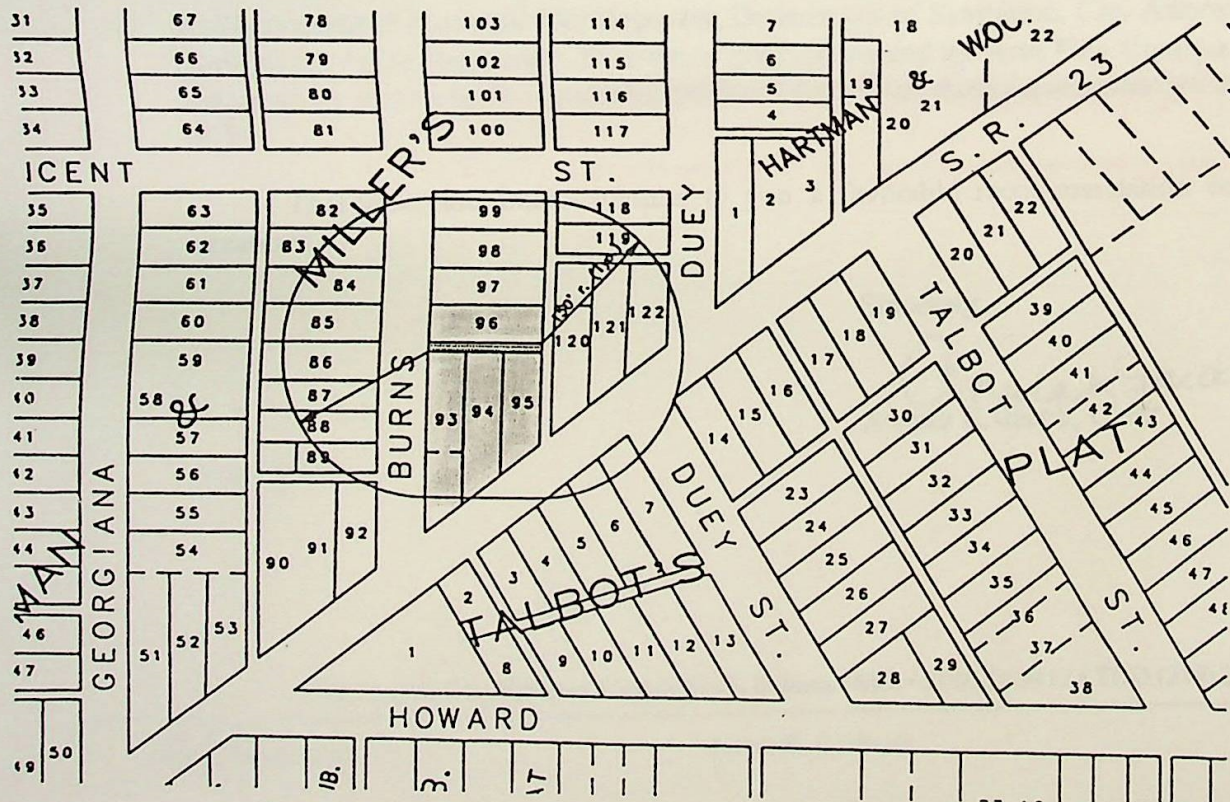 31 67 78 103 114 7 18 WOO. 22
32 66 79 102 115 6 19 & 21
33 65 80 101 116 5 20 S.R. 23
34 64 81 100 117 4 HARTMAN
ICENT MILLER'S ST. DUEY 1 2 3
35 63 82 99 118 20 21 22
36 62 83 98 119
37 61 84 97 150' r. (typ.) TALBOT 39
38 60 85 96 120 121 122 17 18 19 40
39 59 86 BURNS 14 15 16 41
40 58 & 87 93 94 95 30 42 43
41 57 88 31 PLAT
42 56 89 7 DUEY 23 32 44
43 55 6 24 33 45
44 54 90 91 92 5 25 34 46
MAN GEORGIANA 2 3 4 TALBOT'S 26 35 47
46 51 52 53 1 8 9 10 11 12 13 ST. 27 36 ST.
47 28 29 37 38
49 50 HOWARD
B.